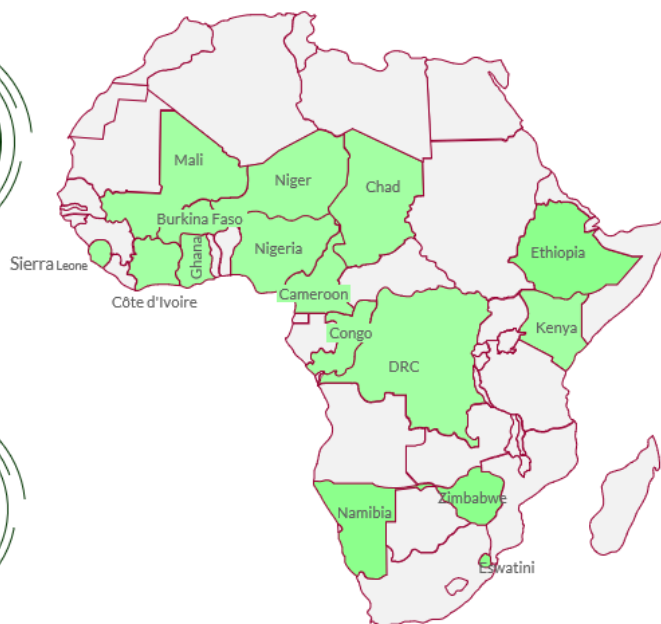 Mali
Niger
Chad
Burkina Faso
Nigeria
Ghana
Ethiopia
Sierra Leone
Côte d'Ivoire
Cameroon
Kenya
Congo
DRC
Zimbabwe
Namibia
Eswatini